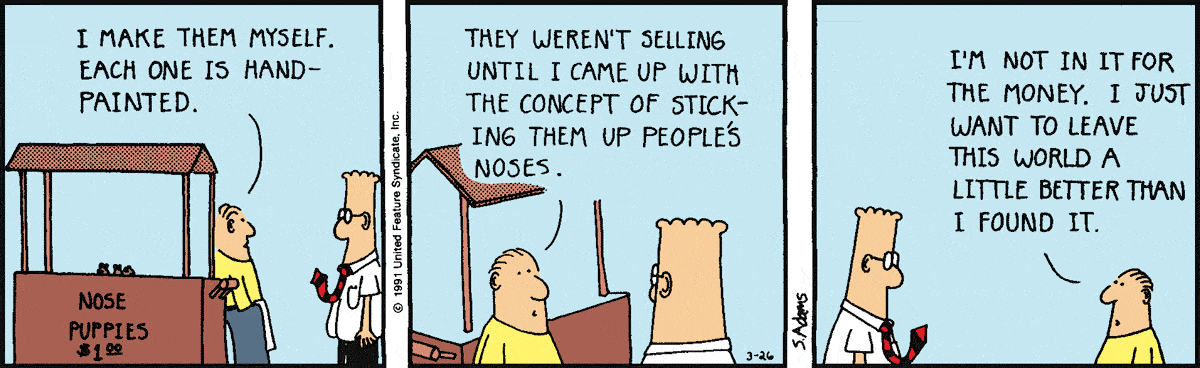 I MAKE THEM MYSELF.
EACH ONE IS HAND-
PAINTED.
NOSE
PUPPIES
$1.00
© 1991 United Feature Syndicate, Inc.
THEY WEREN'T SELLING
UNTIL I CAME UP WITH
THE CONCEPT OF STICK-
ING THEM UP PEOPLE'S
NOSES.
3-26
S. Adams
I'M NOT IN IT FOR
THE MONEY. I JUST
WANT TO LEAVE
THIS WORLD A
LITTLE BETTER THAN
I FOUND IT.